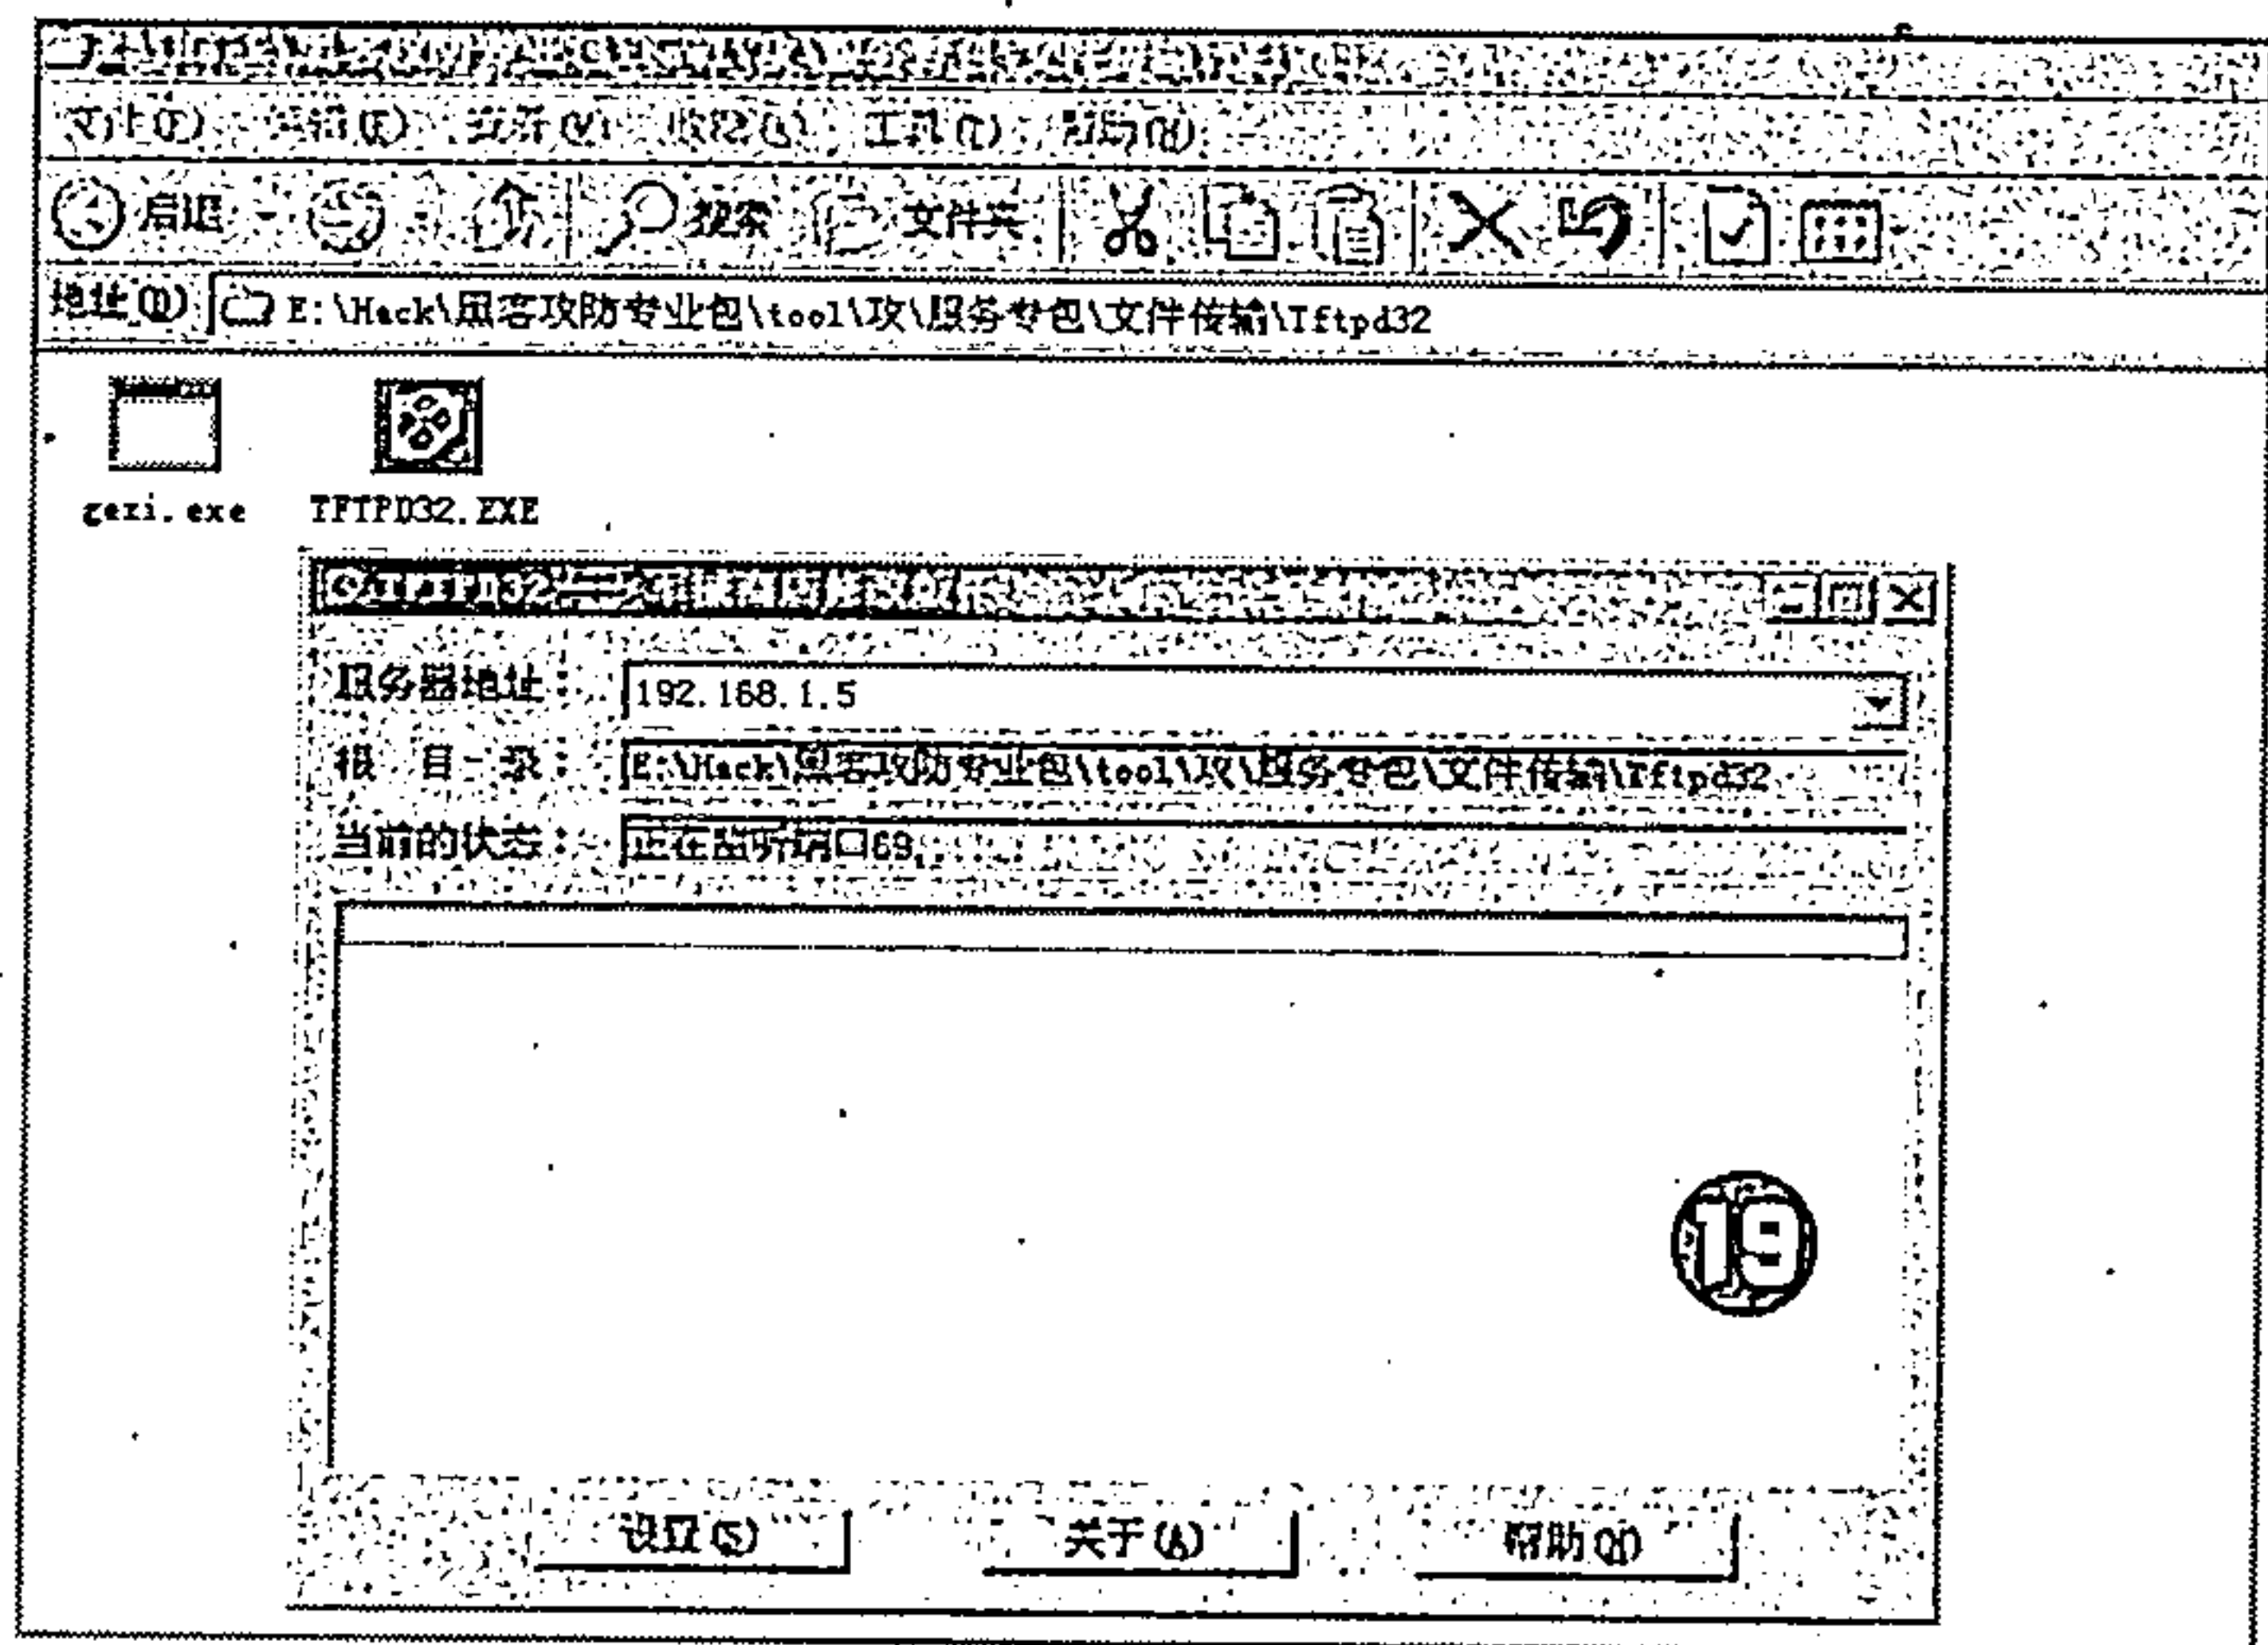 文件(F) 编辑(E) 查看(V) 收藏(A) 工具(T) 帮助(H)
后退 搜索 文件夹
地址(D) E:\Hack\黑客攻防专业包\tool\攻\服务专包\文件传输\Tftpd32
gezi.exe TFTPD32.EXE
TFTPD32
服务器地址: 192.168.1.5
根 目 录: E:\Hack\黑客攻防专业包\tool\攻\服务专包\文件传输\Tftpd32
当前的状态: 正在监听端口69
19
设置(S) 关于(A) 帮助(H)